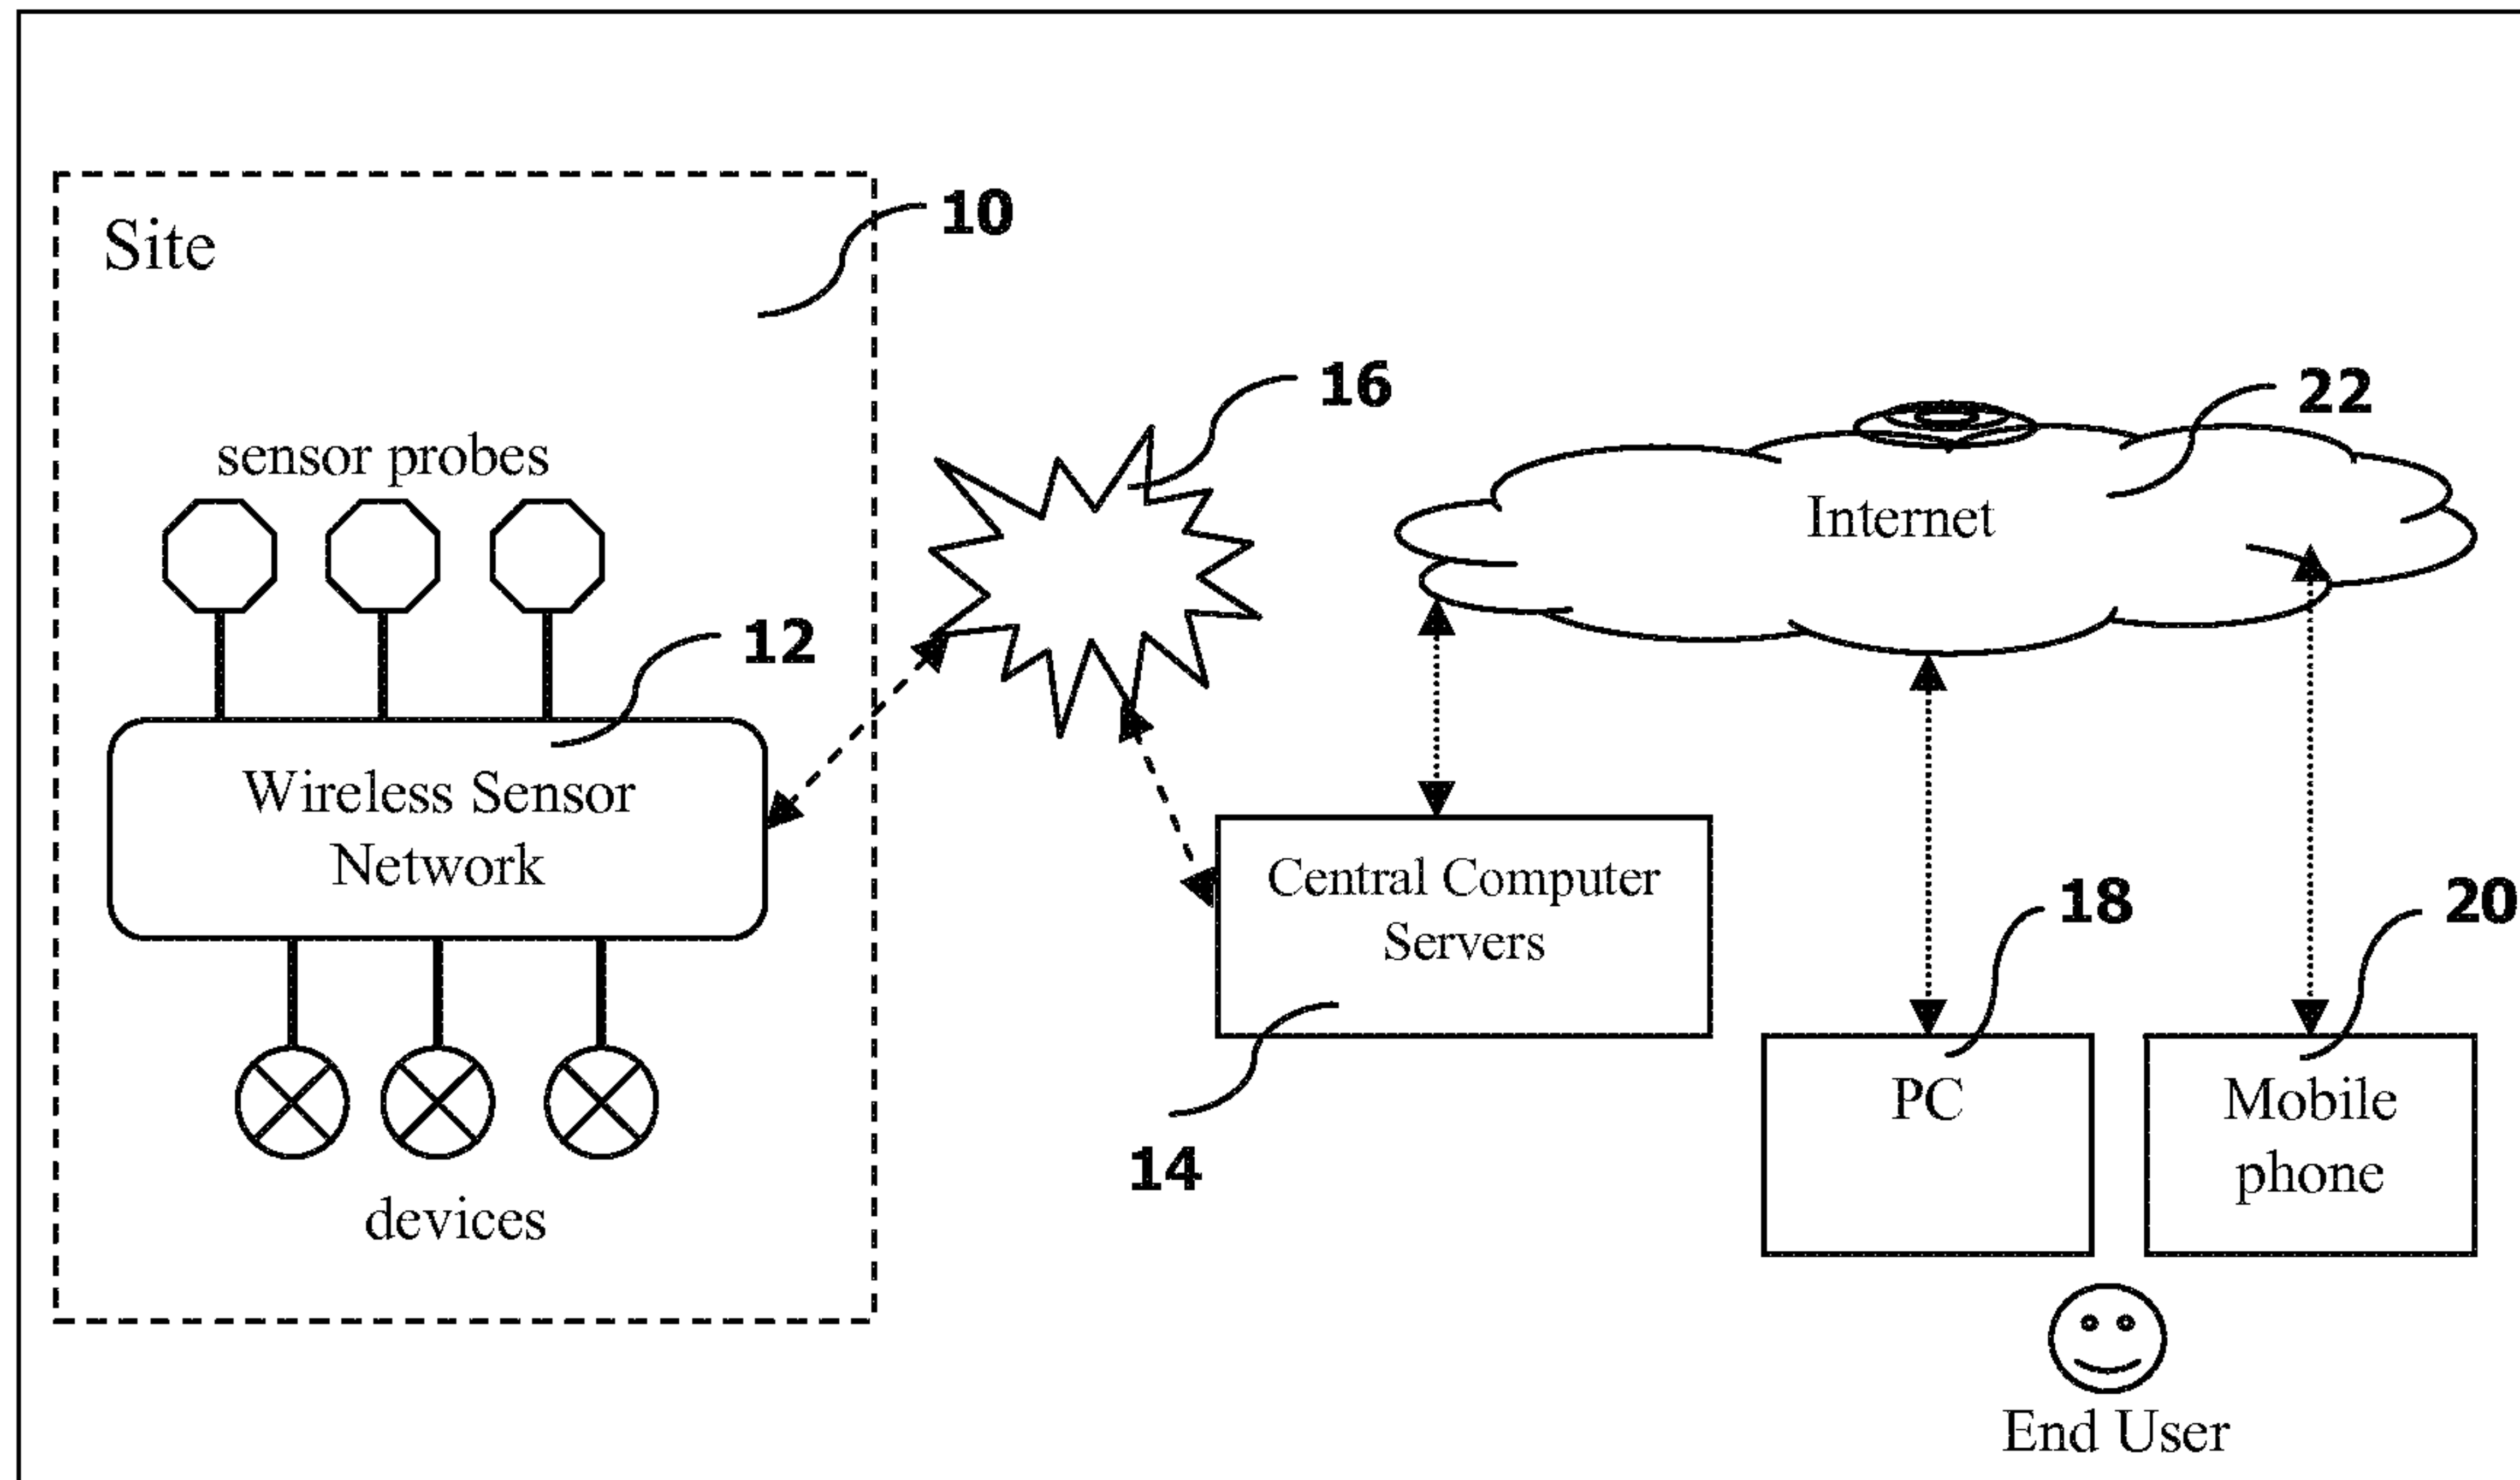 Site
10
sensor probes
12
Wireless Sensor
Network
devices
16
22
Internet
Central Computer
Servers
14
18
PC
20
Mobile
phone
End User